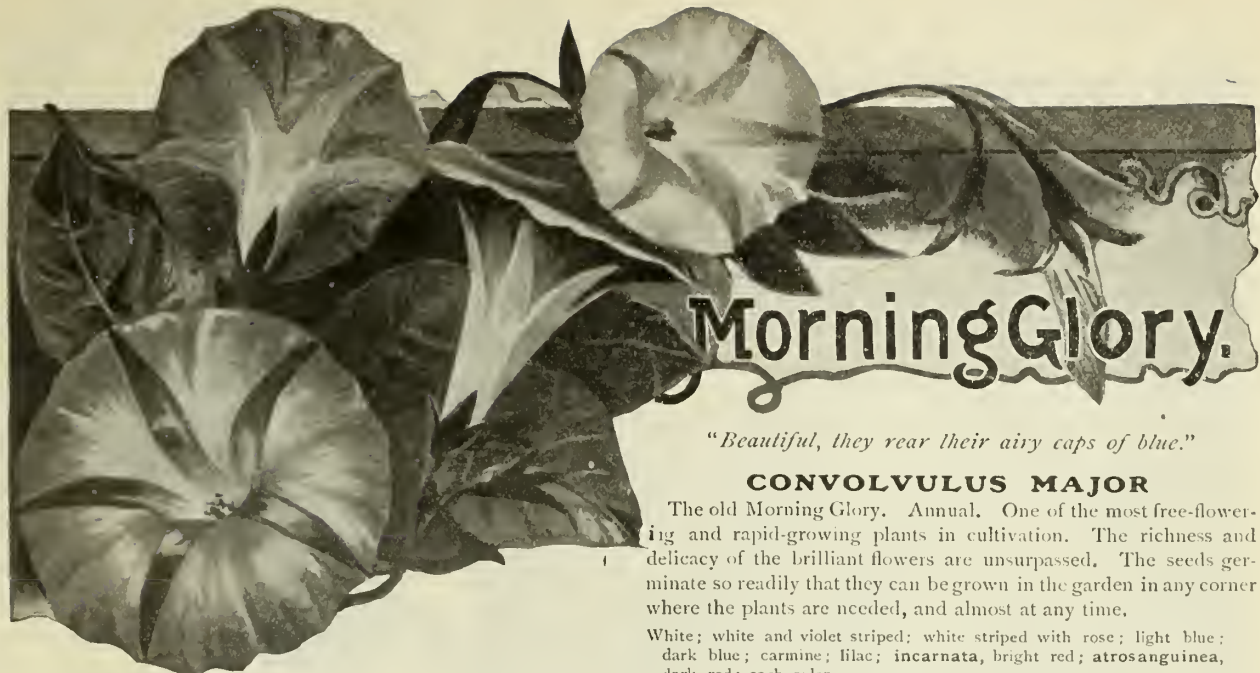 Morning Glory.
"Beautiful, they rear their airy caps of blue."
CONVOLVULUS MAJOR
The old Morning Glory. Annual. One of the most free-flower-
ing and rapid-growing plants in cultivation. The richness and
delicacy of the brilliant flowers are unsurpassed. The seeds ger-
minate so readily that they can be grown in the garden in any corner
where the plants are needed, and almost at any time.
White; white and violet striped; white striped with rose; light blue;
dark blue; carmine; lilac; incarnata, bright red; atrosanguinea,